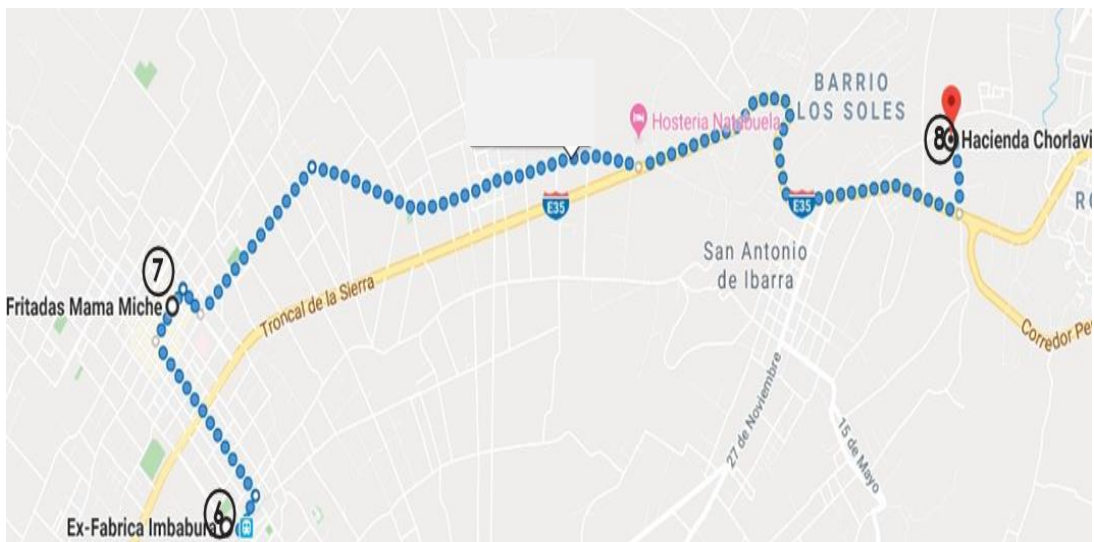 BARRIO
LOS SOLES
Hosteria Natabuela
8
Hacienda Chorlavi
E35
E35
San Antonio
de Ibarra
7
Fritadas Mama Miche
Troncal de la Sierra
Corredor Pe
27 de Noviembre
15 de Mayo
6
Ex-Fabrica Imbabura